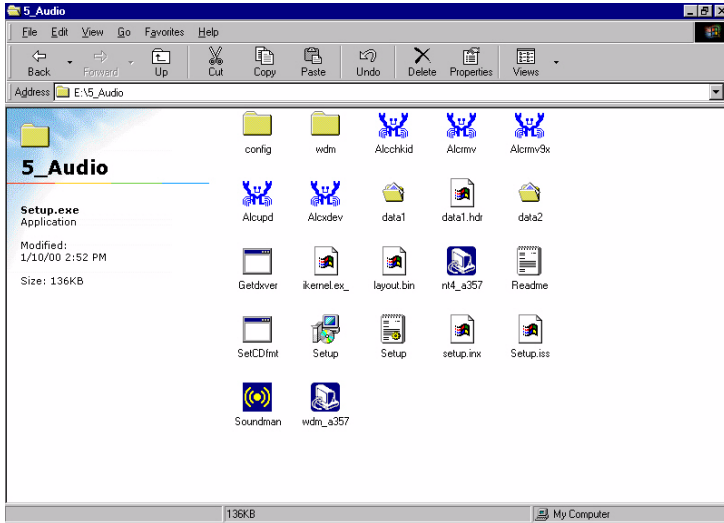 5_Audio
File Edit View Go Favorites Help
Back Forward Up Cut Copy Paste Undo Delete Properties Views
Address E:\5_Audio
5_Audio
Setup.exe
Application
Modified:
1/10/00 2:52 PM
Size: 136KB
config wdm Alcchkid Alcrmv Alcrmv9x
Alcupd Alcxdev data1 data1.hdr data2
Getdxver ikernel.ex_ layout.bin nt4_a357 Readme
SetCDfmt Setup Setup setup.inx Setup.iss
Soundman wdm_a357
136KB My Computer